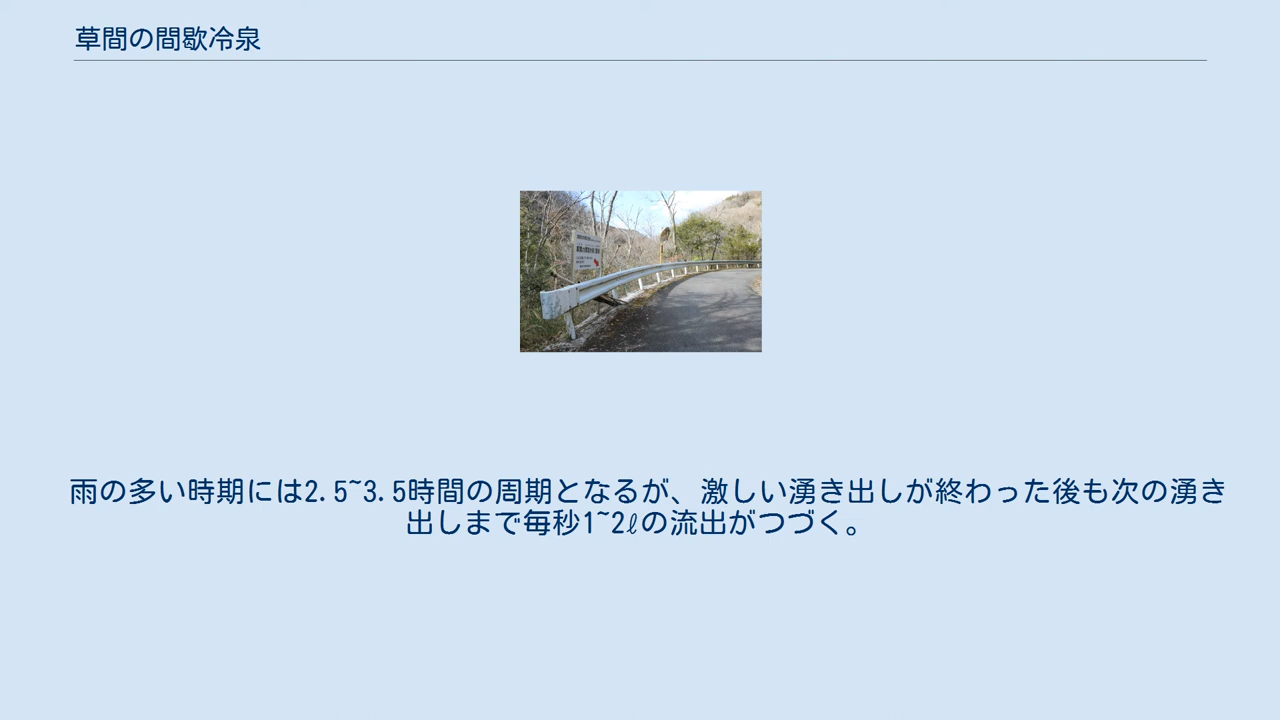 草間の間歇冷泉
雨の多い時期には2.5~3.5時間の周期となるが、激しい湧き出しが終わった後も次の湧き
出しまで毎秒1~2ℓの流出がつづく。